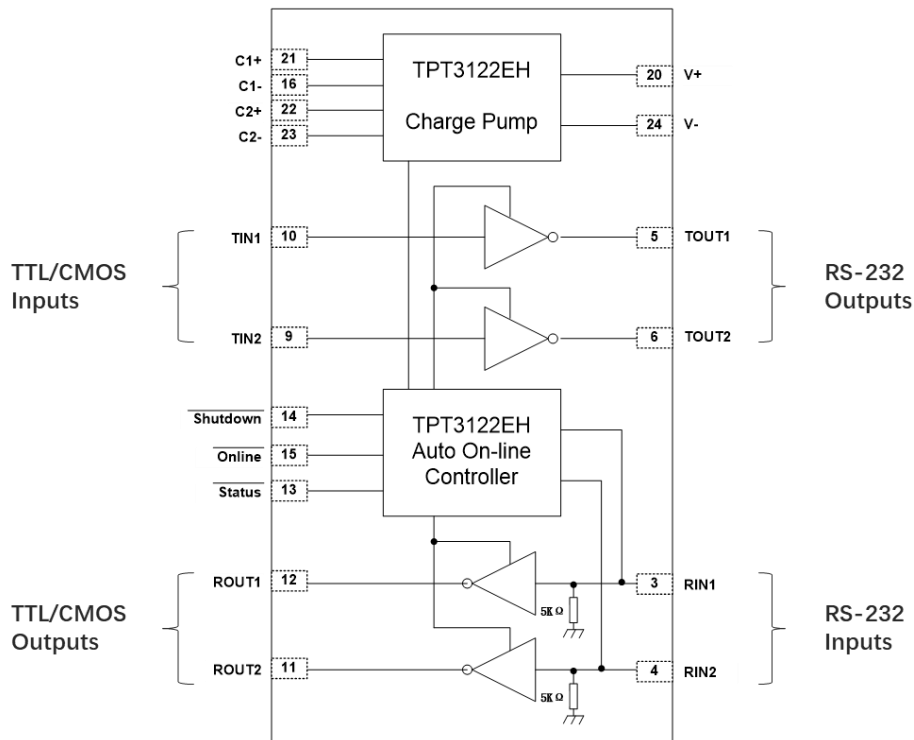 C1+ 21
C1- 16
C2+ 22
C2- 23
TPT3122EH
Charge Pump
20 V+
24 V-
TTL/CMOS
Inputs
TIN1 10
TIN2 9
5 TOUT1
6 TOUT2
RS-232
Outputs
Shutdown 14
Online 15
Status 13
TPT3122EH
Auto On-line
Controller
TTL/CMOS
Outputs
ROUT1 12
ROUT2 11
5KΩ
5KΩ
3 RIN1
4 RIN2
RS-232
Inputs